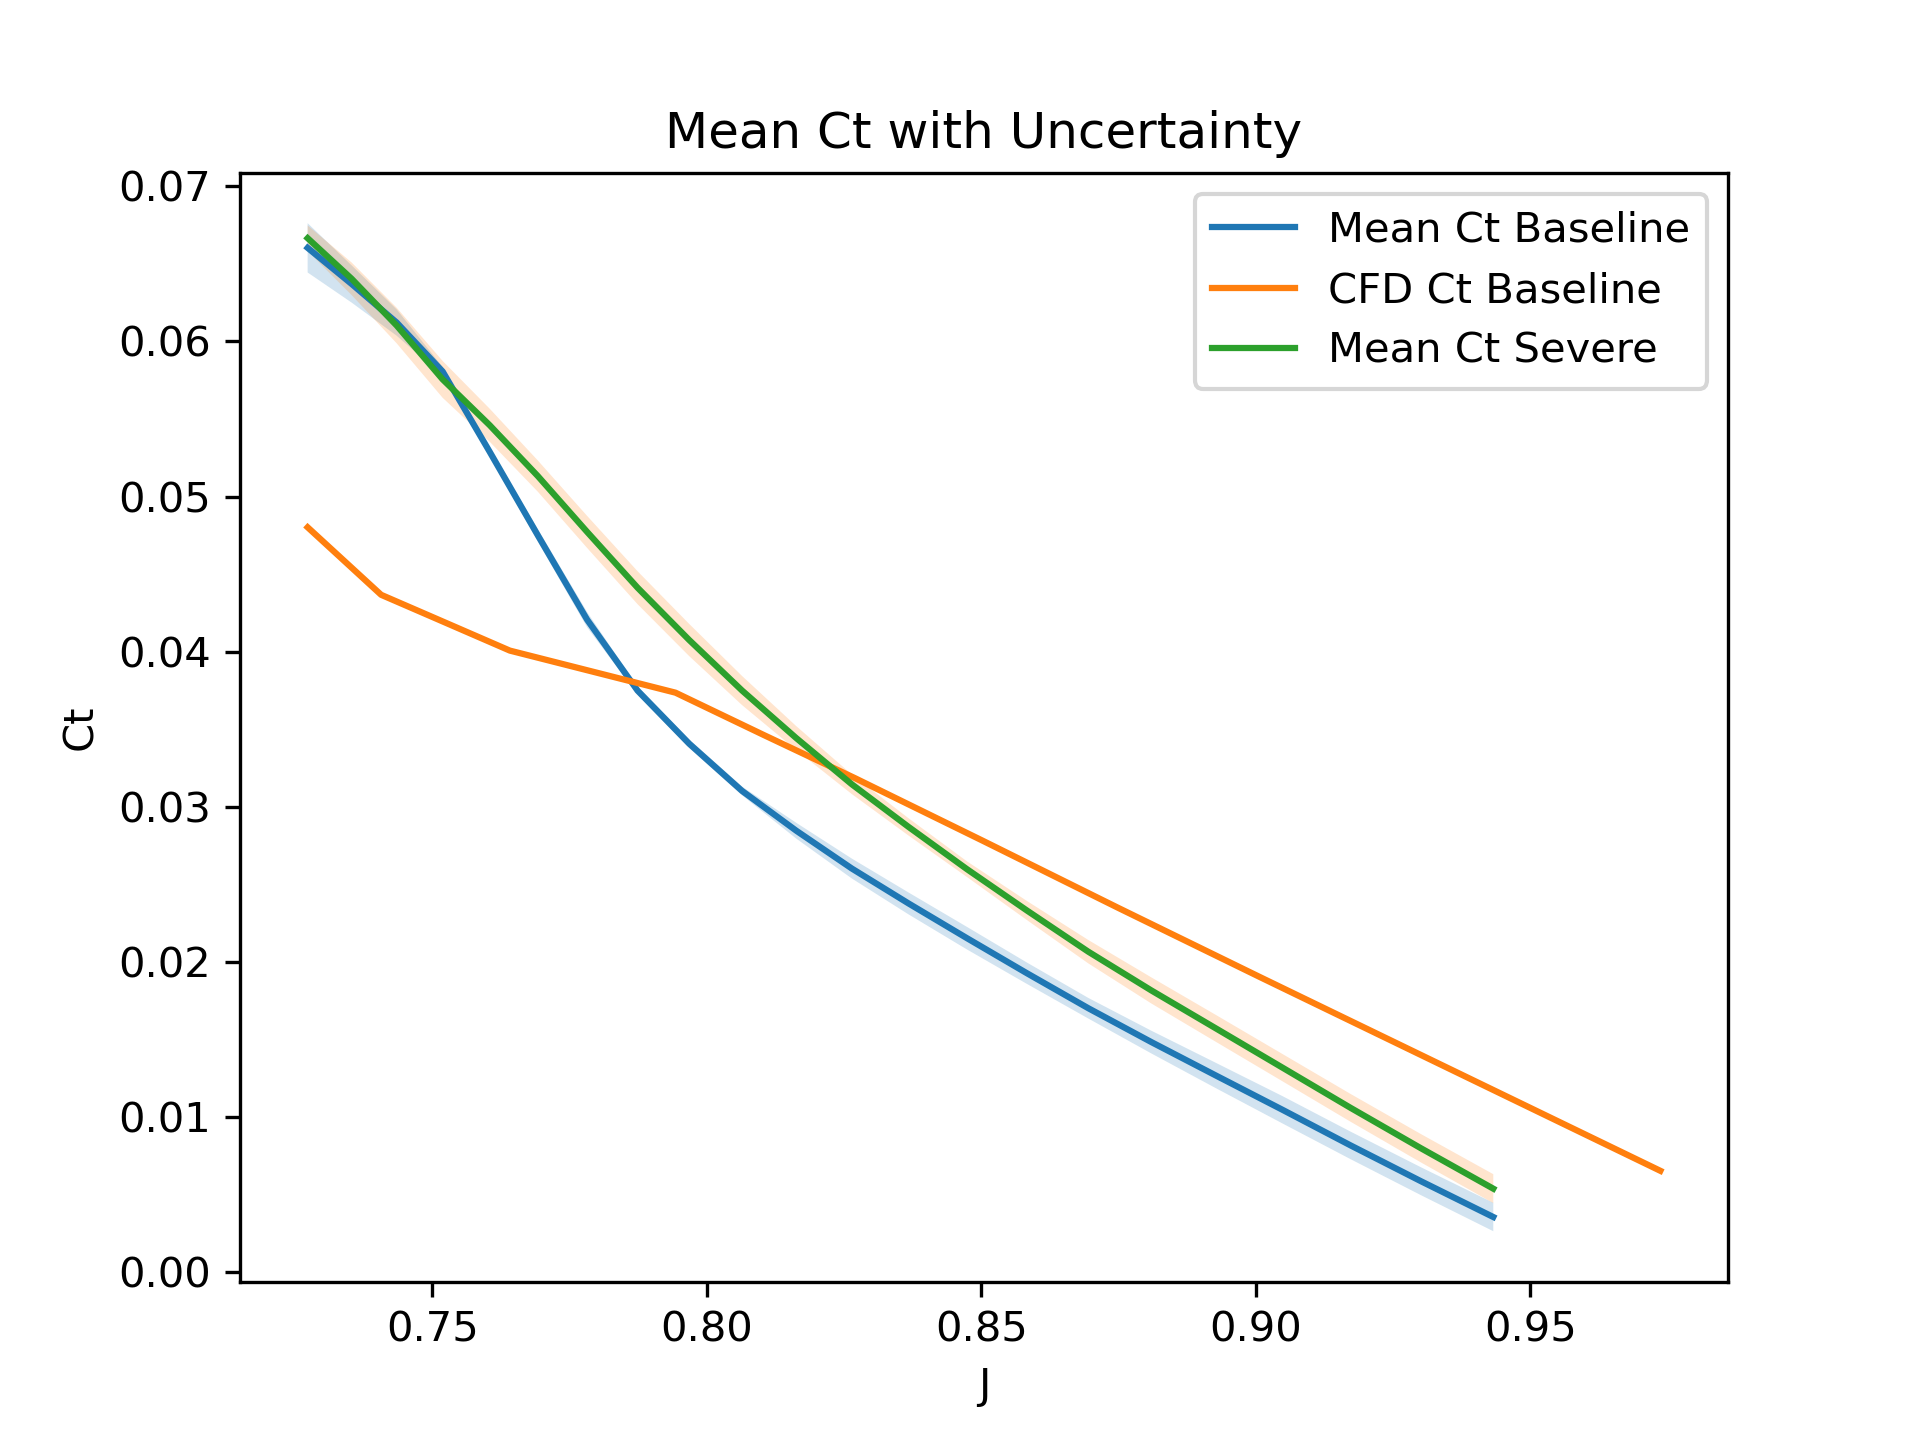 Mean Ct with Uncertainty
Mean Ct Baseline
CFD Ct Baseline
Mean Ct Severe
Ct
0.07
0.06
0.05
0.04
0.03
0.02
0.01
0.00
0.75 0.80 0.85 0.90 0.95
J